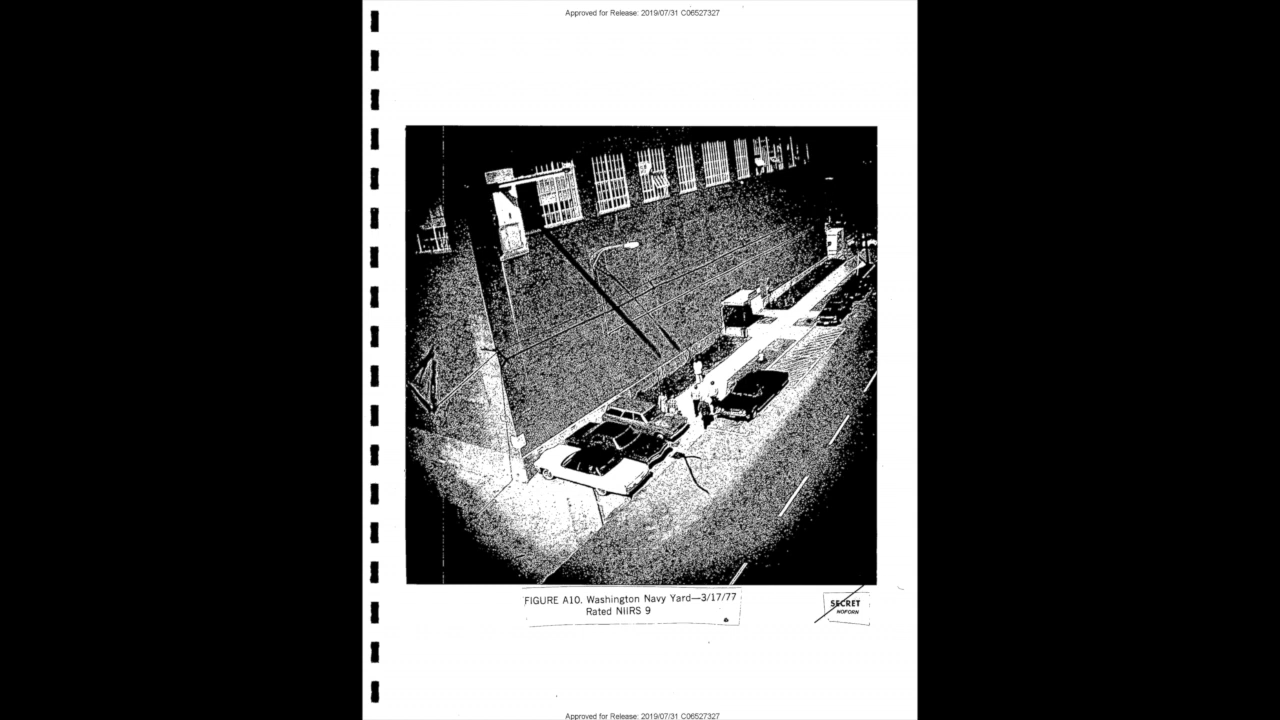 Approved for Release: 2019/07/31 C06527327
FIGURE A10. Washington Navy Yard—3/17/77
Rated NIIRS 9
SECRET
NOFORN
Approved for Release: 2019/07/31 C06527327